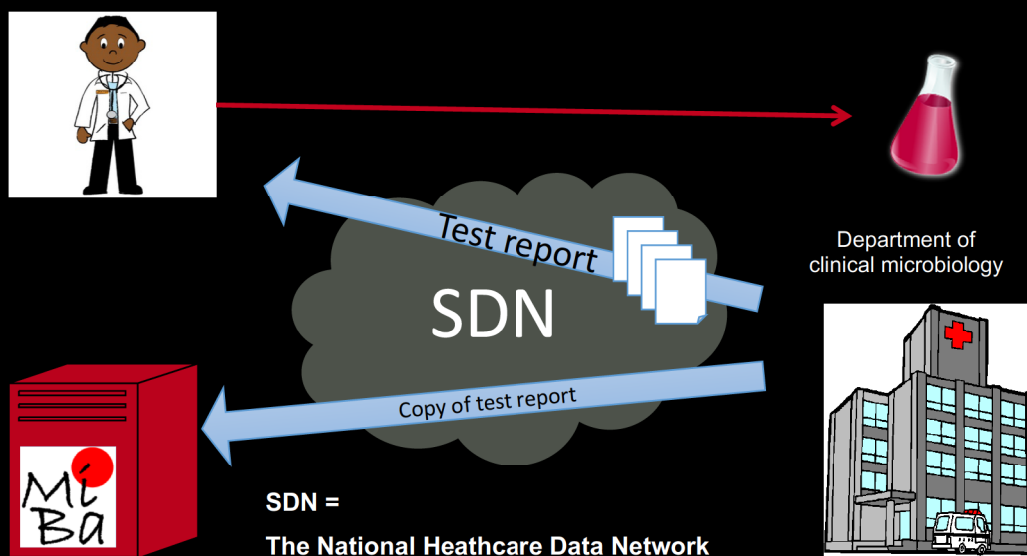 Test report
Department of
clinical microbiology
SDN
Copy of test report
Mi
Ba
SDN =
The National Heathcare Data Network